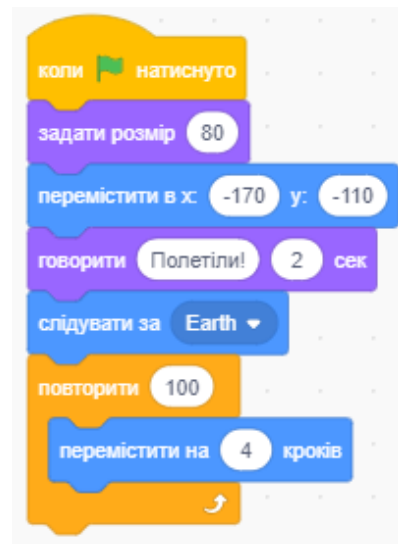 коли натиснуто
задати розмір 80
перемістити в x: -170 y: -110
говорити Полетіли! 2 сек
слідувати за Earth
повторити 100
перемістити на 4 кроків